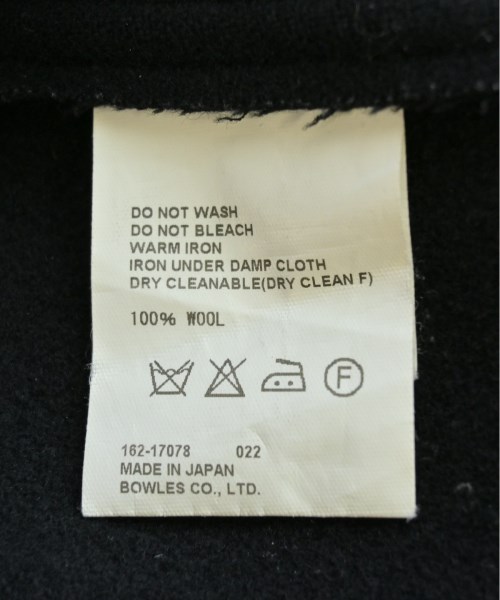 DO NOT WASH
DO NOT BLEACH
WARM IRON
IRON UNDER DAMP CLOTH
DRY CLEANABLE(DRY CLEAN F)
100% WOOL
F
162-17078 022
MADE IN JAPAN
BOWLES CO., LTD.